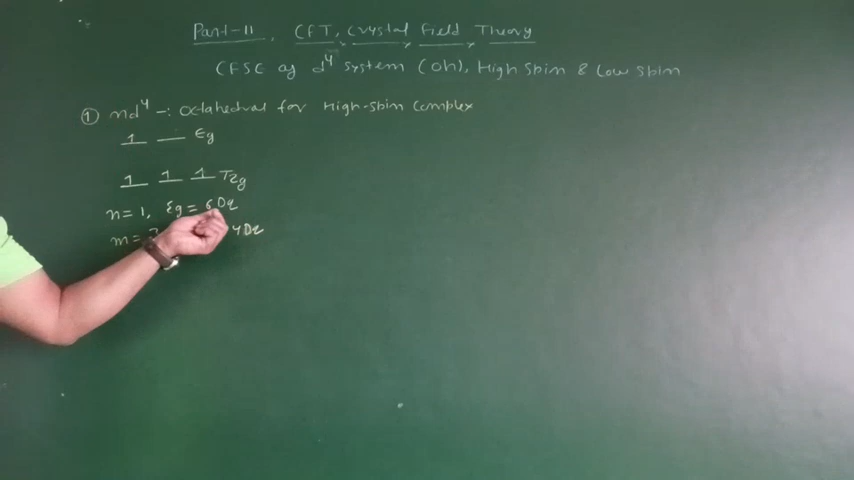 Part-II, CFT, Crystal Field Theory
CFSE of d⁴ system (Oh), High Spin & Low Spin
① nd⁴ -: Octahedral for High-spin Complex
1 Eg
1 1 1 T2g
n=1, Eg = 6Dq
m= 4Dq